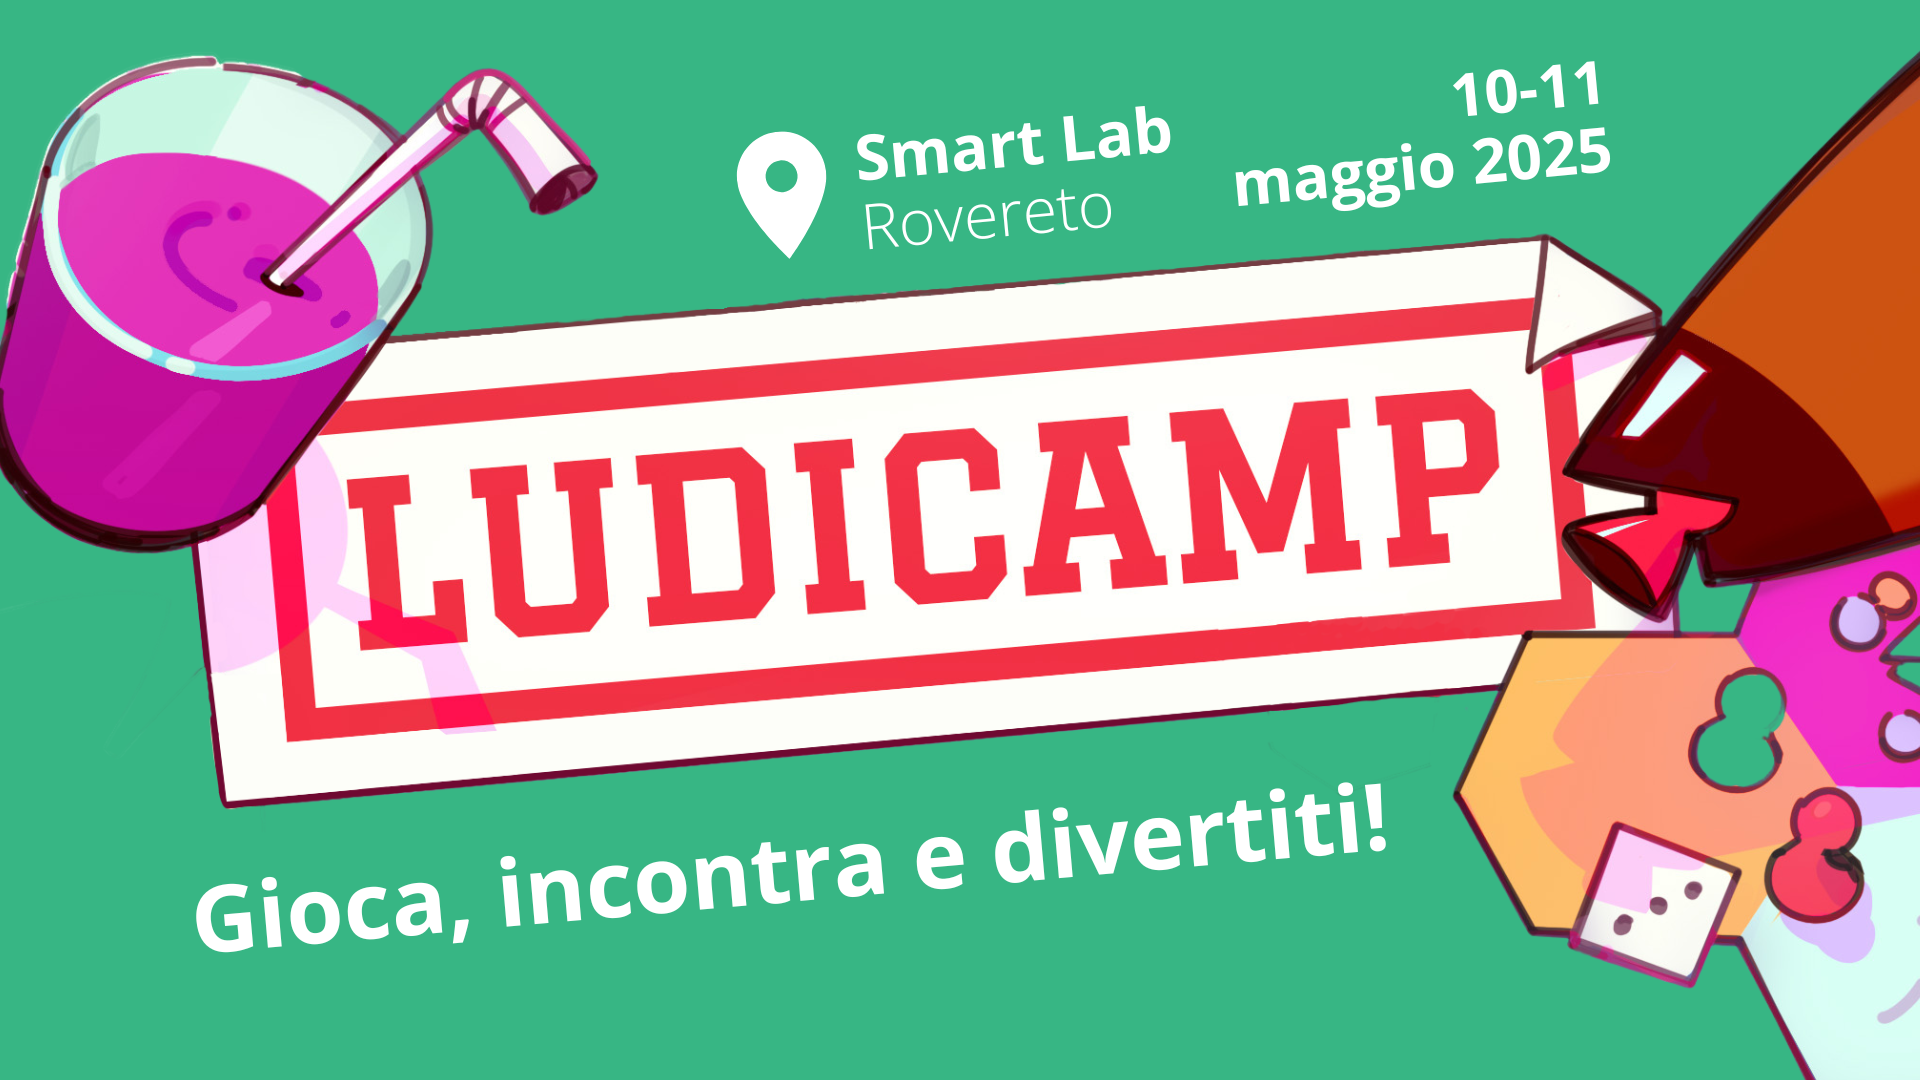 Smart Lab
Rovereto
10-11
maggio 2025
LUDICAMP
Gioca, incontra e divertiti!